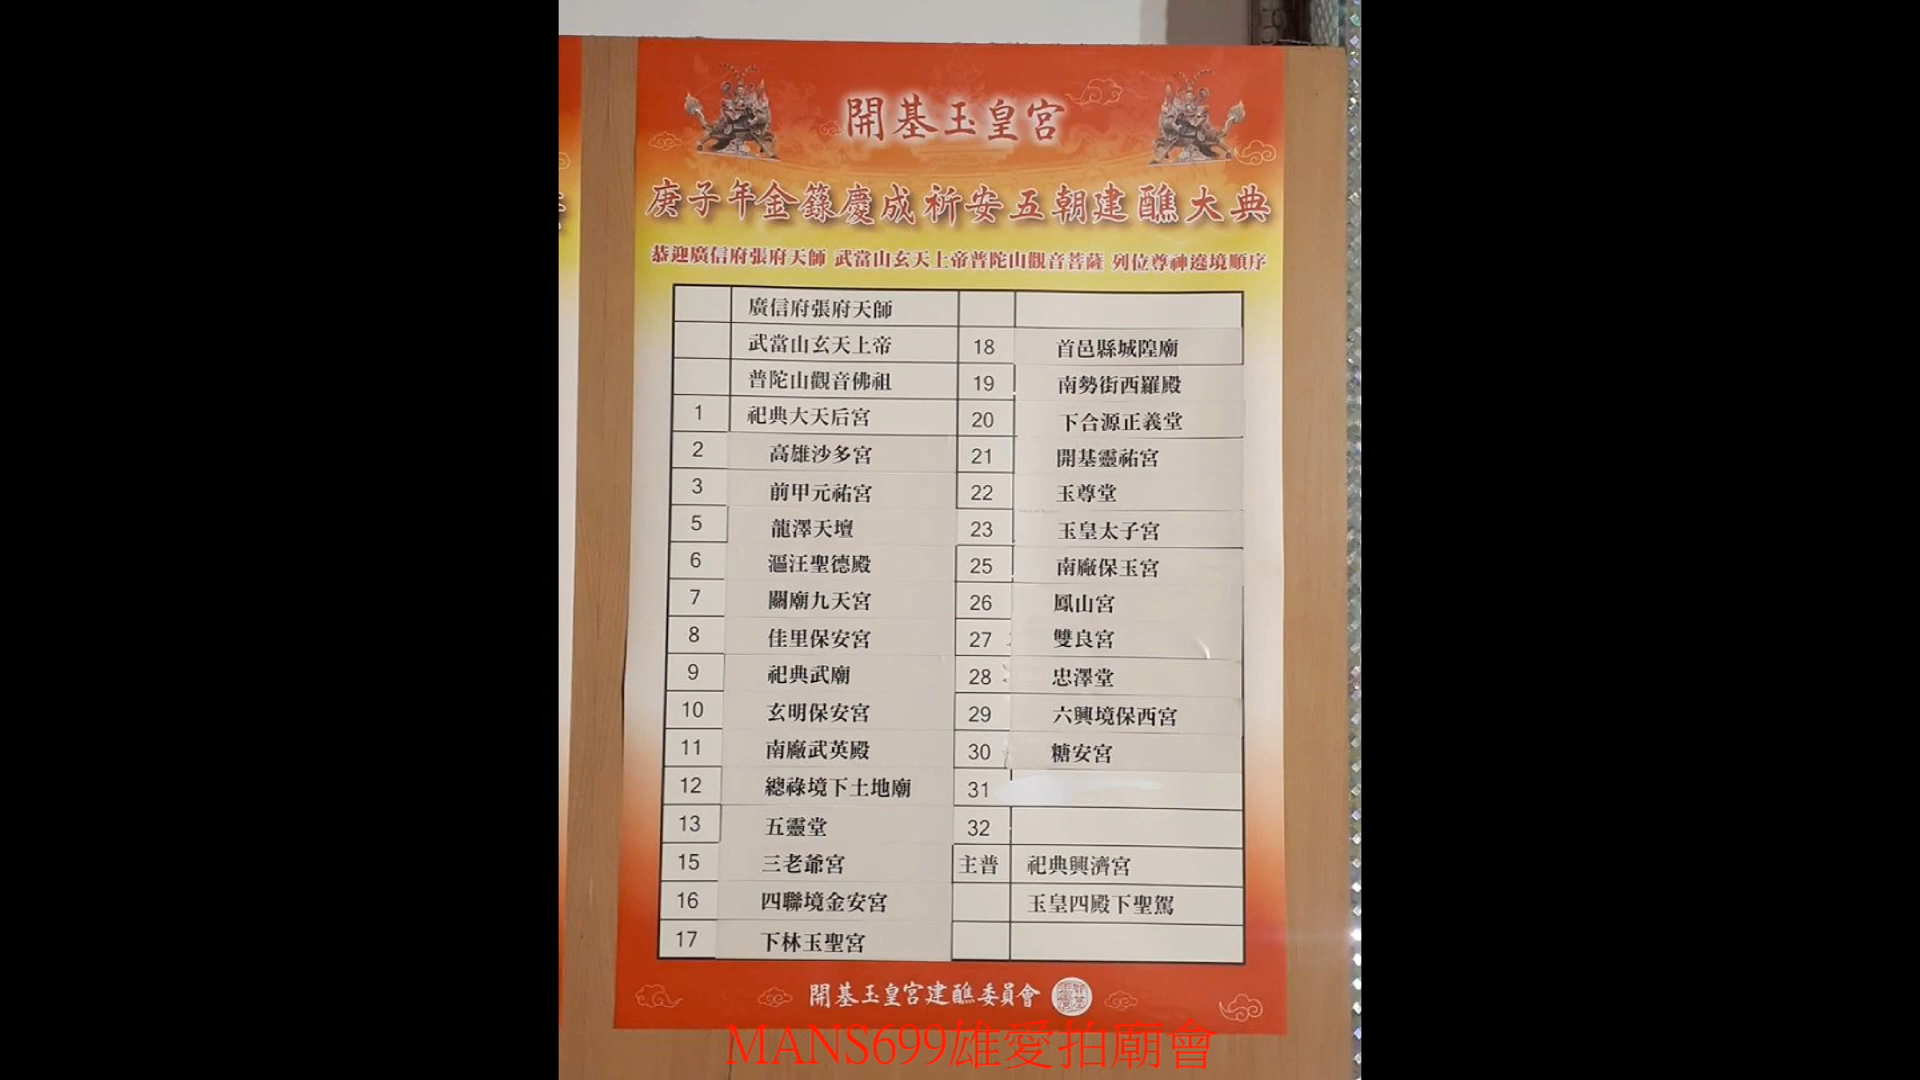 開基玉皇宮
庚子年金籙慶成祈安五朝建醮大典
恭迎廣信府張府天師 武當山玄天上帝普陀山觀音菩薩 列位尊神遶境順序
廣信府張府天師
武當山玄天上帝 18 首邑縣城隍廟
普陀山觀音佛祖 19 南勢街西羅殿
1 祀典大天后宮 20 下合源正義堂
2 高雄沙多宮 21 開基靈祐宮
3 前甲元祐宮 22 玉尊堂
5 龍澤天壇 23 玉皇太子宮
6 漚汪聖德殿 25 南廠保玉宮
7 關廟九天宮 26 鳳山宮
8 佳里保安宮 27 雙良宮
9 祀典武廟 28 忠澤堂
10 玄明保安宮 29 六興境保西宮
11 南廠武英殿 30 糖安宮
12 總祿境下土地廟 31
13 五靈堂 32
15 三老爺宮 主普 祀典興濟宮
16 四聯境金安宮 玉皇四殿下聖駕
17 下林玉聖宮
開基玉皇宮建醮委員會
MANS699雄愛拍廟會